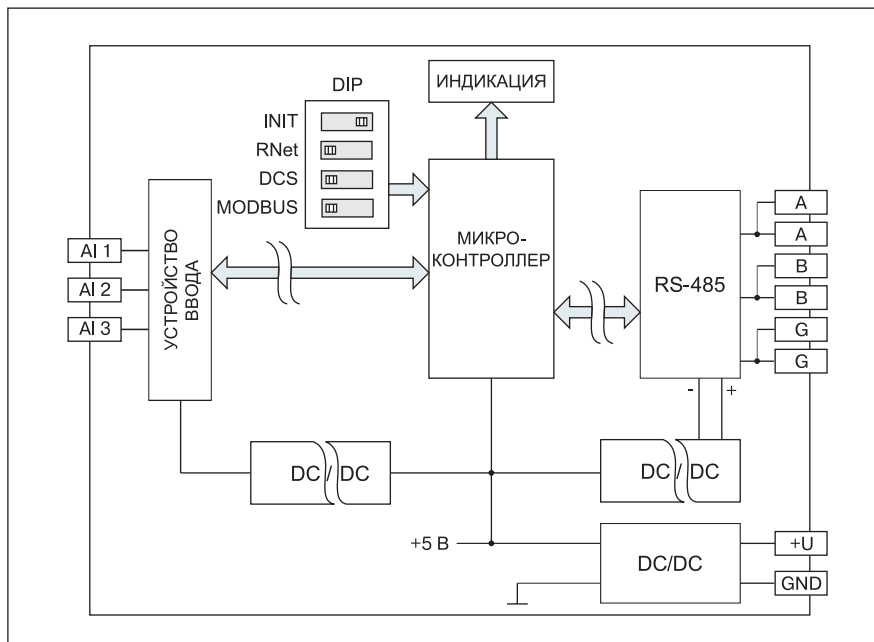 DIP
ИНДИКАЦИЯ
INIT
RNet
DCS
MODBUS
AI 1
AI 2
AI 3
УСТРОЙСТВО
ВВОДА
МИКРО-
КОНТРОЛЛЕР
RS-485
A
A
B
B
G
G
- +
DC / DC
DC / DC
+5 В
DC/DC
+U
GND